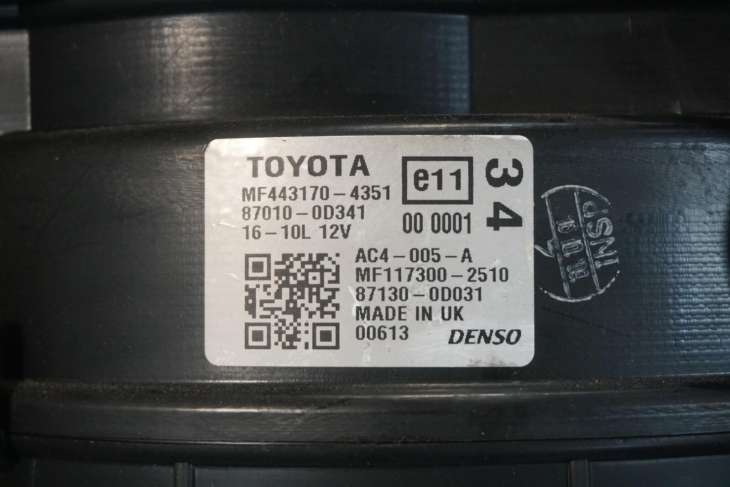 TOYOTA
e11
34
MF443170-4351
87010-0D341
16-10L 12V
00 0001
AC4-005-A
MF117300-2510
87130-0D031
MADE IN UK
00613
DENSO
INSP